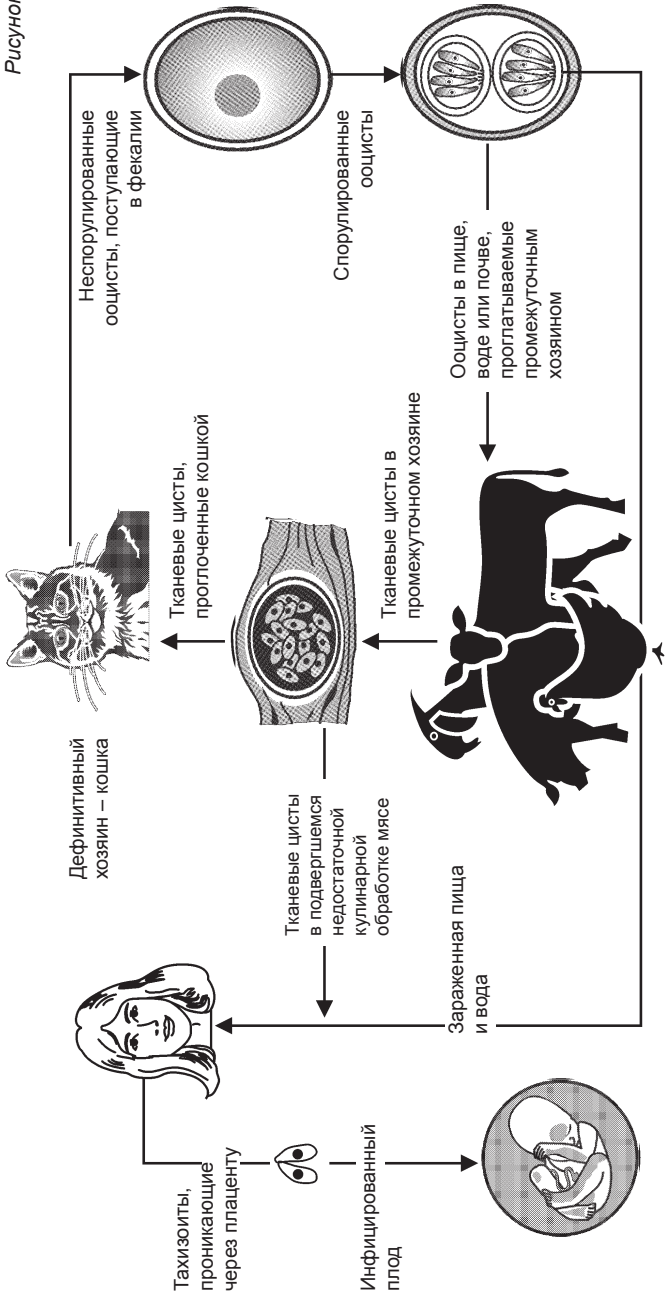 Рисунок
Дефинитивный
хозяин – кошка
Неспорулированные
ооцисты, поступающие
в фекалии
Спорулированные
ооцисты
Тканевые цисты,
проглоченные кошкой
Тканевые цисты в
промежуточном хозяине
Ооцисты в пище,
воде или почве,
проглатываемые
промежуточным
хозяином
Тканевые цисты
в подвергшемся
недостаточной
кулинарной
обработке мясе
Зараженная пища
и вода
Тахизоиты,
проникающие
через плаценту
Инфицированный
плод